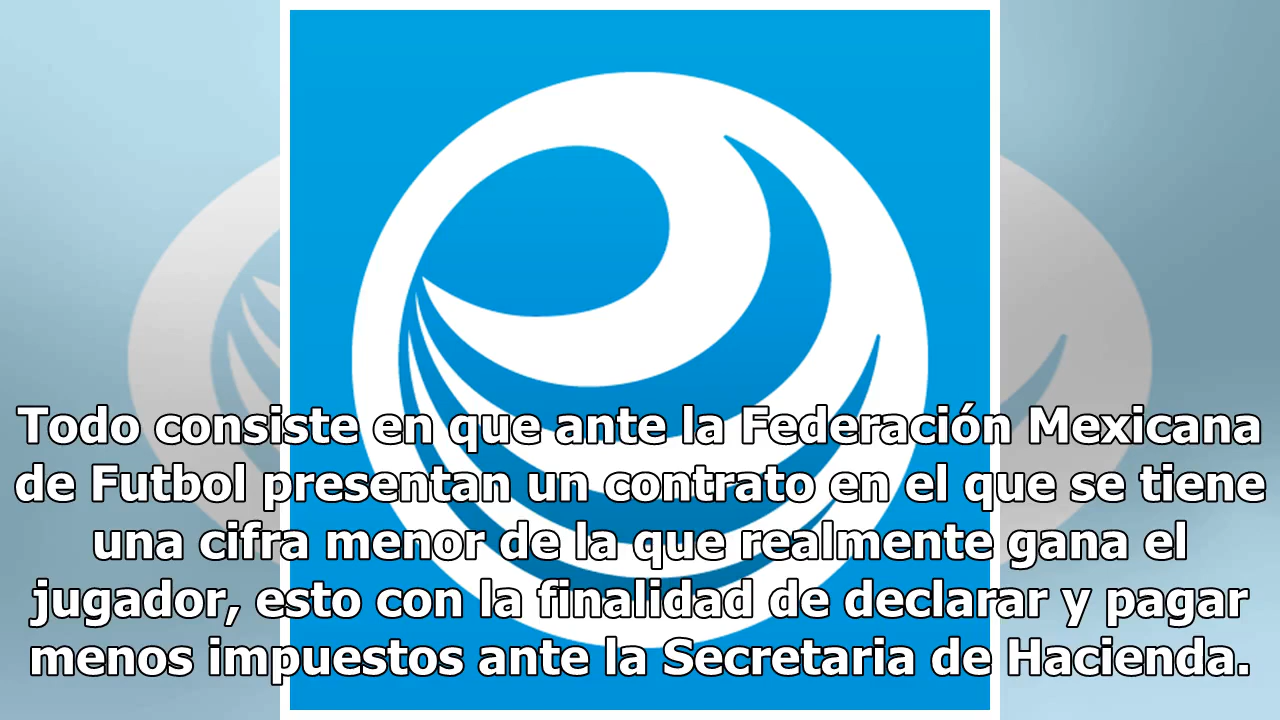 Todo consiste en que ante la Federación Mexicana
de Futbol presentan un contrato en el que se tiene
una cifra menor de la que realmente gana el
jugador, esto con la finalidad de declarar y pagar
menos impuestos ante la Secretaria de Hacienda.